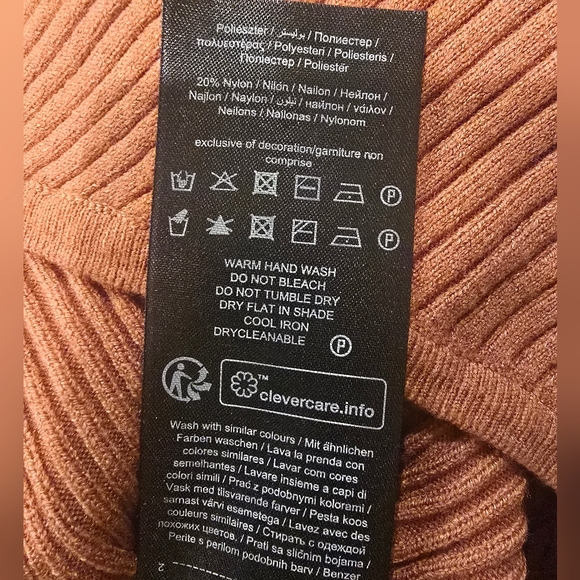 Poliészter / بوليستر / Полиестер /
πολυέστερας / Polyesteri / Poliesteris /
Поліестер / Poliestër
20% Nylon / Nilón / Nailon / Нейлон /
Najlon / Naylon / نيلون / найлон / νάιλον /
Neilons / Nailonas / Nylonom
exclusive of decoration/garniture non
comprise
P
P
WARM HAND WASH
DO NOT BLEACH
DO NOT TUMBLE DRY
DRY FLAT IN SHADE
COOL IRON
DRYCLEANABLE P
™
clevercare.info
Wash with similar colours / Mit ähnlichen
Farben waschen / Lava la prenda con
colores similares / Lavar com cores
semelhantes / Lavare insieme a capi di
colori simili / Prać z podobnymi kolorami /
Vask med tilsvarende farver / Pesta koos
sarnast värvi esemetega / Lavez avec des
couleurs similaires / Стирать с одеждой
похожих цветов. / Prati sa sličnim bojama /
Perite s perilom podobnih barv / Benzer
2